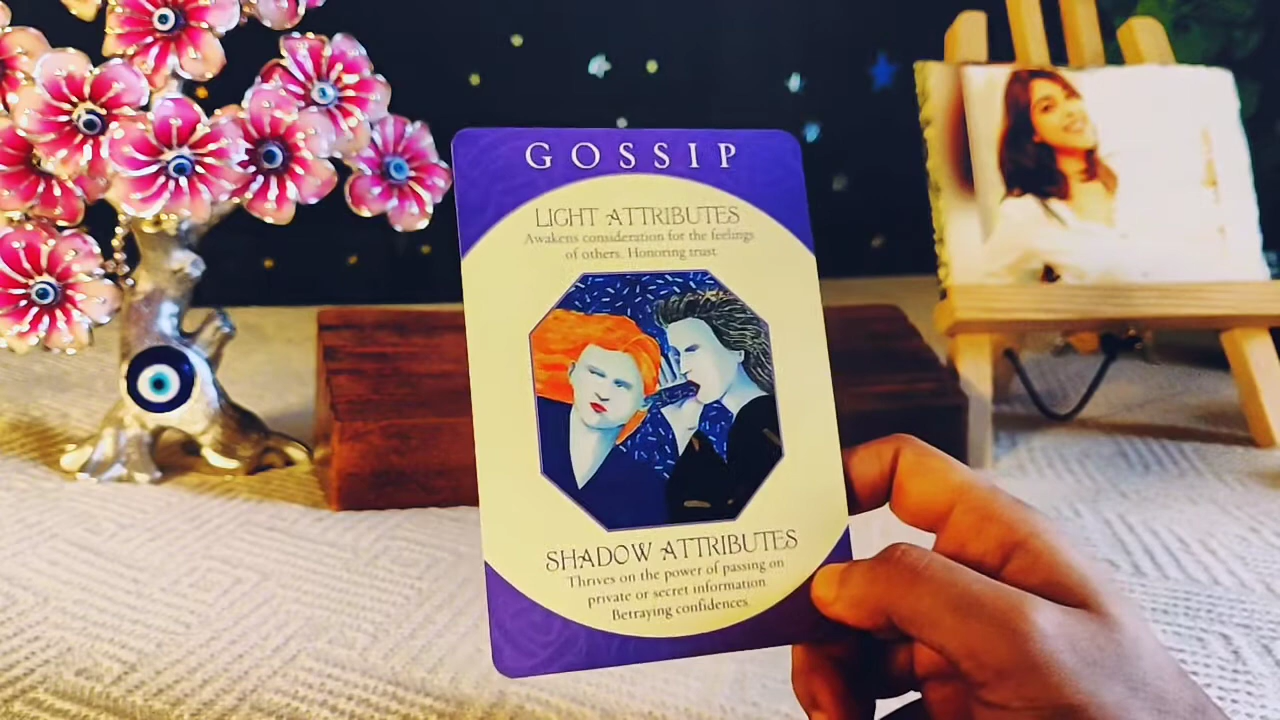 GOSSIP
LIGHT ATTRIBUTES
Awakens consideration for the feelings
of others. Honoring trust.
SHADOW ATTRIBUTES
Thrives on the power of passing on
private or secret information.
Betraying confidences.